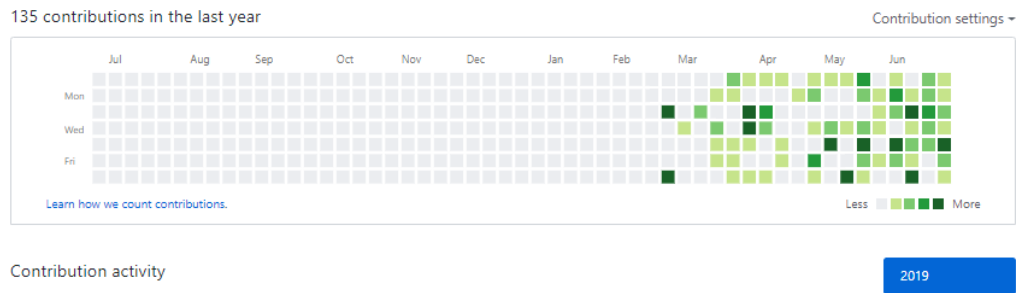 135 contributions in the last year
Contribution settings
Jul Aug Sep Oct Nov Dec Jan Feb Mar Apr May Jun
Mon
Wed
Fri
Learn how we count contributions.
Less More
Contribution activity
2019